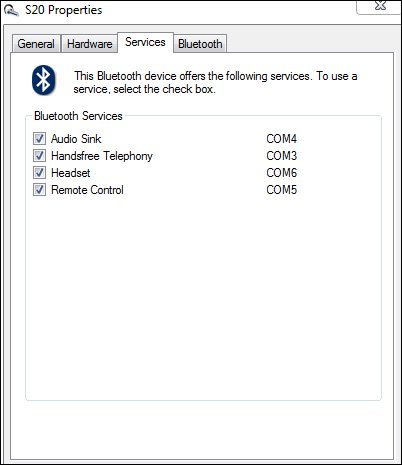 S20 Properties
General Hardware Services Bluetooth
This Bluetooth device offers the following services. To use a
service, select the check box.
Bluetooth Services
Audio Sink COM4
Handsfree Telephony COM3
Headset COM6
Remote Control COM5